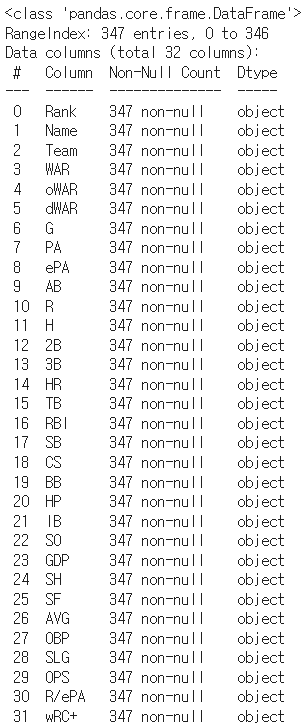 <class 'pandas.core.frame.DataFrame'>
RangeIndex: 347 entries, 0 to 346
Data columns (total 32 columns):
 #   Column  Non-Null Count  Dtype
---  ------  --------------  -----
 0   Rank    347 non-null    object
 1   Name    347 non-null    object
 2   Team    347 non-null    object
 3   WAR     347 non-null    object
 4   oWAR    347 non-null    object
 5   dWAR    347 non-null    object
 6   G       347 non-null    object
 7   PA      347 non-null    object
 8   ePA     347 non-null    object
 9   AB      347 non-null    object
 10  R       347 non-null    object
 11  H       347 non-null    object
 12  2B      347 non-null    object
 13  3B      347 non-null    object
 14  HR      347 non-null    object
 15  TB      347 non-null    object
 16  RBI     347 non-null    object
 17  SB      347 non-null    object
 18  CS      347 non-null    object
 19  BB      347 non-null    object
 20  HP      347 non-null    object
 21  IB      347 non-null    object
 22  SO      347 non-null    object
 23  GDP     347 non-null    object
 24  SH      347 non-null    object
 25  SF      347 non-null    object
 26  AVG     347 non-null    object
 27  OBP     347 non-null    object
 28  SLG     347 non-null    object
 29  OPS     347 non-null    object
 30  R/ePA   347 non-null    object
 31  wRC+    347 non-null    object